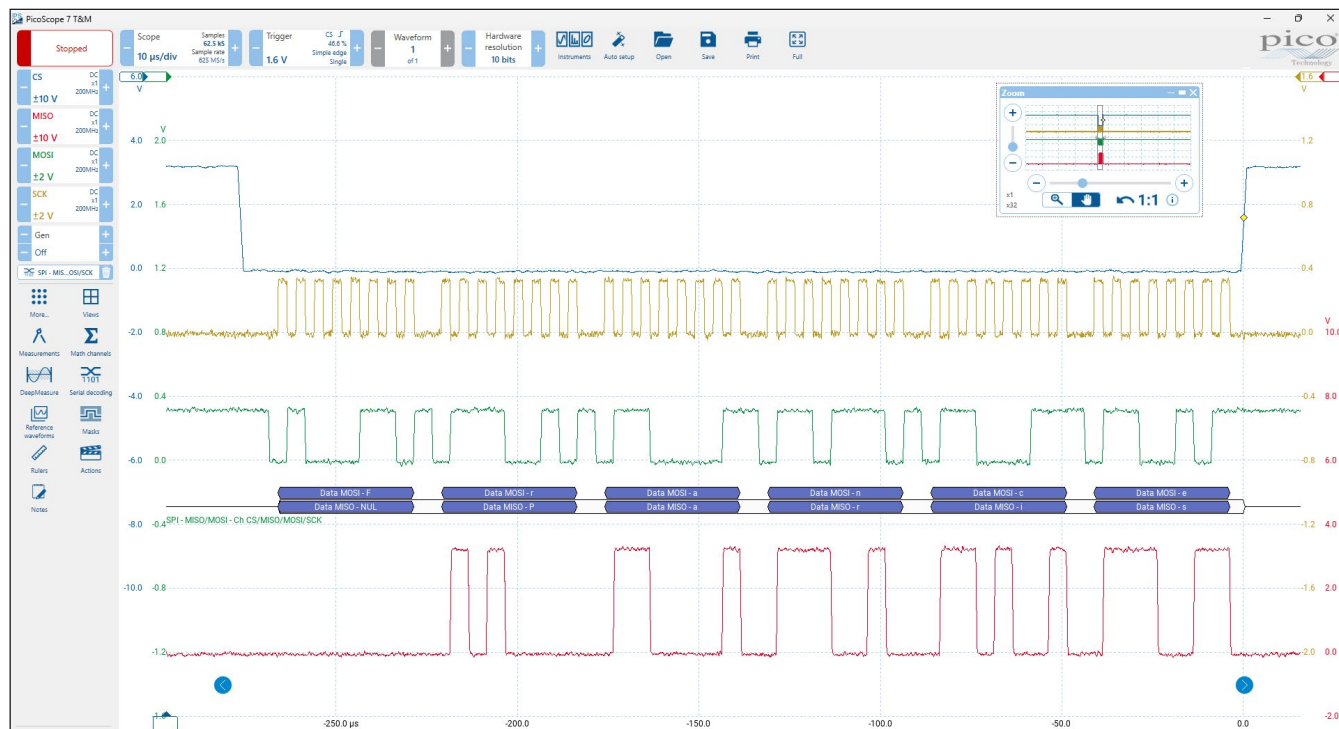 PicoScope 7 T&M
Stopped
Scope
10 µs/div
Samples
62.5 kS
Sample rate
625 MS/s
Trigger
1.6 V
CS
46.6 %
Simple edge
Single
Waveform
1
of 1
Hardware
resolution
10 bits
Instruments
Auto setup
Open
Save
Print
Full
pico
Technology
CS
DC
x1
200MHz
±10 V
MISO
DC
x1
200MHz
±10 V
MOSI
DC
x1
200MHz
±2 V
SCK
DC
x1
200MHz
±2 V
Gen
Off
SPI - MIS...OSI/SCK
More...
Views
Measurements
Math channels
1101
DeepMeasure
Serial decoding
Reference
waveforms
Masks
Rulers
Actions
Notes
6.0
V
4.0
2.0
0.0
-2.0
-4.0
-6.0
-8.0
-10.0
V
2.0
1.6
1.2
0.8
0.4
0.0
-0.4
-0.8
-1.2
Zoom
x1
x32
1:1
Data MOSI - F
Data MOSI - r
Data MOSI - a
Data MOSI - n
Data MOSI - c
Data MOSI - e
Data MISO - NUL
Data MISO - P
Data MISO - a
Data MISO - r
Data MISO - i
Data MISO - s
SPI - MISO/MOSI - Ch CS/MISO/MOSI/SCK
1.6
V
1.2
0.8
0.4
0.0
-0.4
-0.8
-1.2
-1.6
-2.0
V
10.0
8.0
6.0
4.0
2.0
0.0
-2.0
-250.0 µs
-200.0
-150.0
-100.0
-50.0
0.0